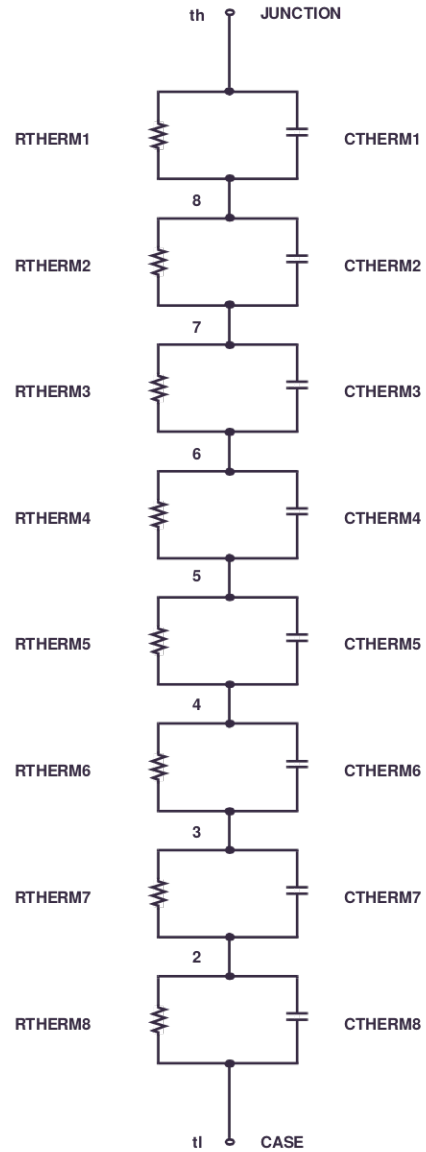 th JUNCTION
RTHERM1 CTHERM1
8
RTHERM2 CTHERM2
7
RTHERM3 CTHERM3
6
RTHERM4 CTHERM4
5
RTHERM5 CTHERM5
4
RTHERM6 CTHERM6
3
RTHERM7 CTHERM7
2
RTHERM8 CTHERM8
tl CASE